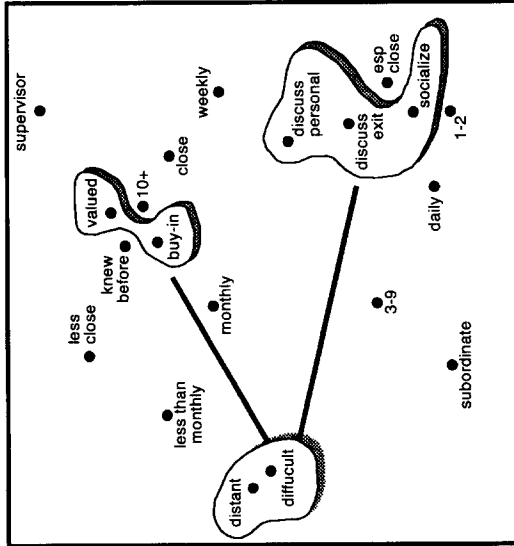 supervisor
less
close
valued
knew
before
10+
close
weekly
buy-in
less than
monthly
monthly
discuss
personal
discuss
exit
esp
close
socialize
1-2
daily
3-9
subordinate
distant
diffucult